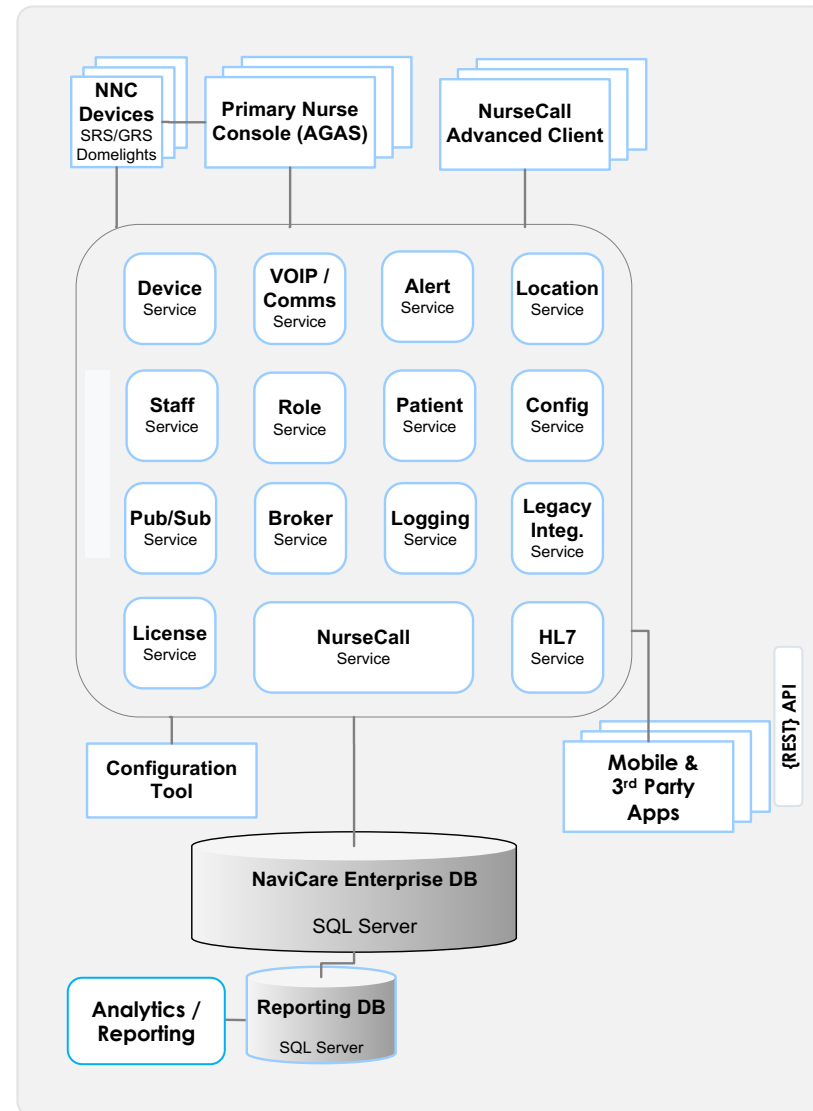 NNC
Devices
SRS/GRS
Domelights
Primary Nurse
Console (AGAS)
NurseCall
Advanced Client
Device
Service
VOIP /
Comms
Service
Alert
Service
Location
Service
Staff
Service
Role
Service
Patient
Service
Config
Service
Pub/Sub
Service
Broker
Service
Logging
Service
Legacy
Integ.
Service
License
Service
NurseCall
Service
HL7
Service
{REST} API
Configuration
Tool
Mobile &
3rd Party
Apps
NaviCare Enterprise DB
SQL Server
Analytics /
Reporting
Reporting DB
SQL Server